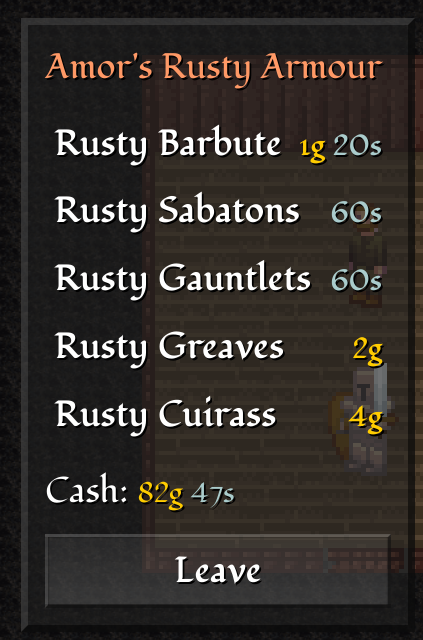 Amor's Rusty Armour
Rusty Barbute 1g 20s
Rusty Sabatons 60s
Rusty Gauntlets 60s
Rusty Greaves 2g
Rusty Cuirass 4g
Cash: 82g 47s
Leave